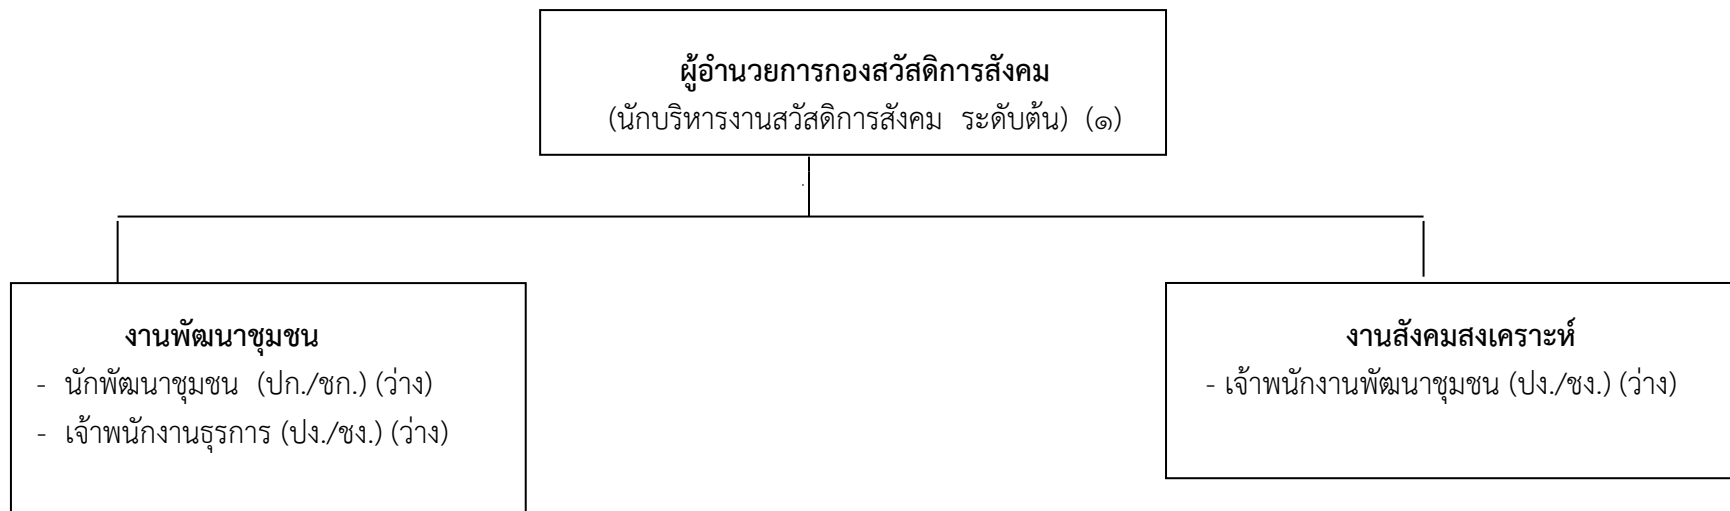 ผู้อำนวยการกองสวัสดิการสังคม
(นักบริหารงานสวัสดิการสังคม ระดับต้น) (๑)
งานพัฒนาชุมชน
- นักพัฒนาชุมชน (ปก./ชก.) (ว่าง)
- เจ้าพนักงานธุรการ (ปง./ชง.) (ว่าง)
งานสังคมสงเคราะห์
- เจ้าพนักงานพัฒนาชุมชน (ปง./ชง.) (ว่าง)